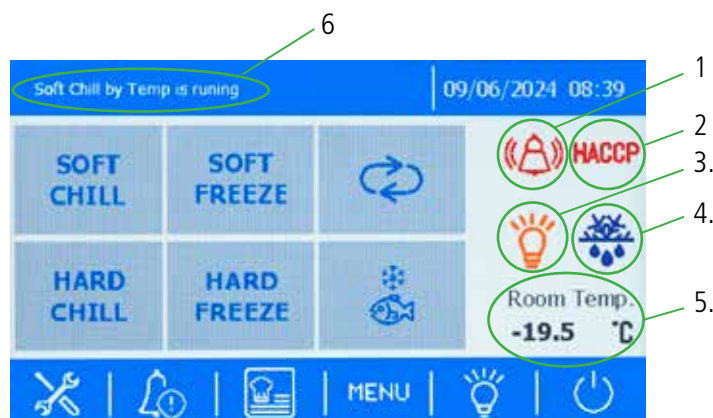 6
Soft Chill by Temp is runing
09/06/2024 08:39
1
2
3.
4.
5.
SOFT CHILL
SOFT FREEZE
HACCP
HARD CHILL
HARD FREEZE
Room Temp.
-19.5 °C
MENU